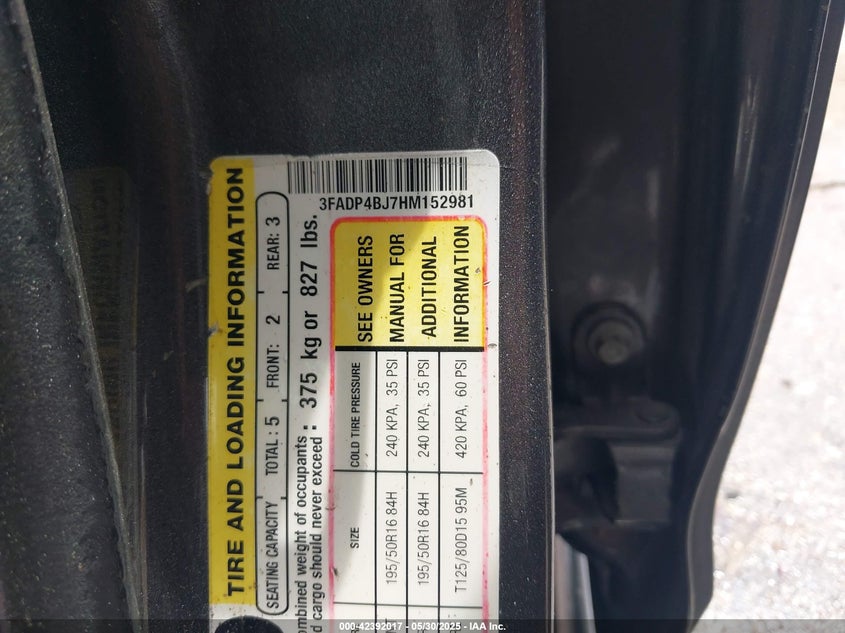 TIRE AND LOADING INFORMATION
SEATING CAPACITY TOTAL: 5 FRONT: 2 REAR: 3
ombined weight of occupants
d cargo should never exceed : 375 kg or 827 lbs.
3FADP4BJ7HM152981
SIZE COLD TIRE PRESSURE SEE OWNERS
195/50R16 84H 240 KPA, 35 PSI MANUAL FOR
195/50R16 84H 240 KPA, 35 PSI ADDITIONAL
T125/80D15 95M 420 KPA, 60 PSI INFORMATION
000-42392017 - 05/30/2025 - IAA Inc.